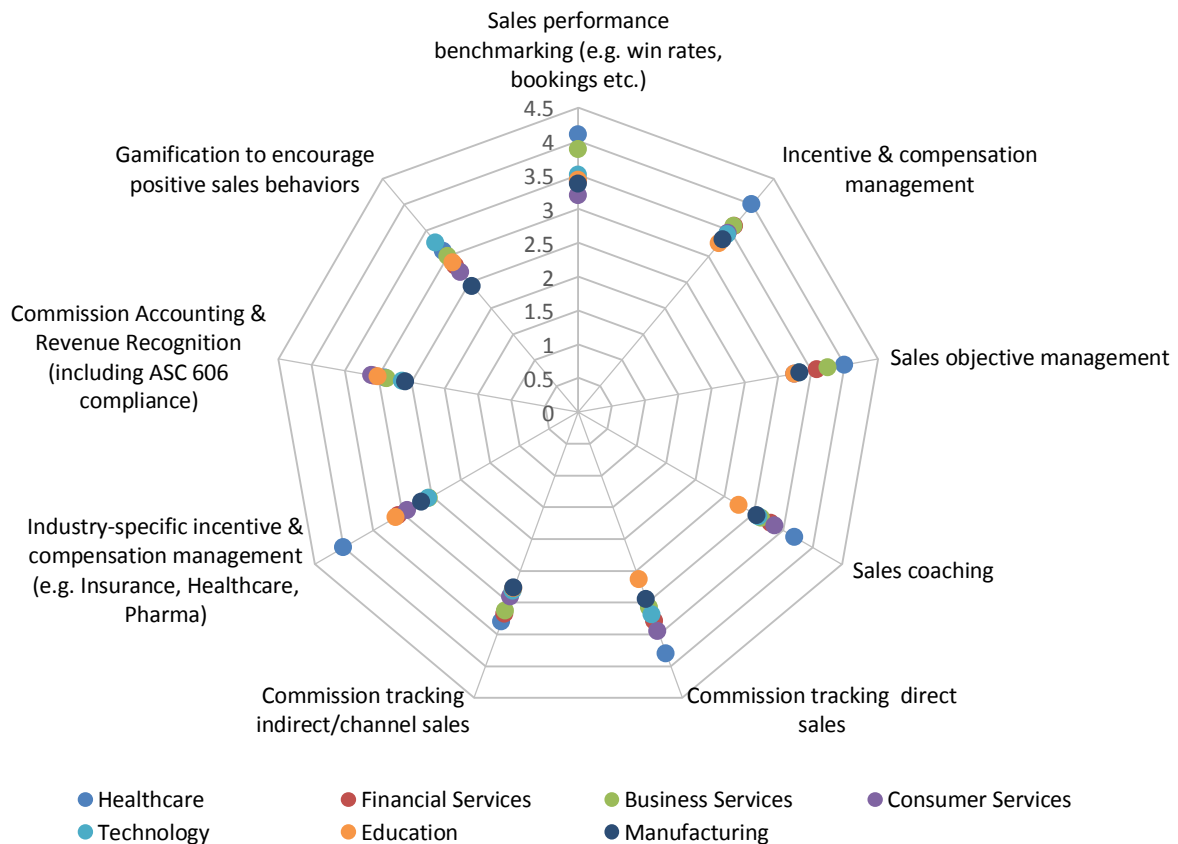 Sales performance
benchmarking (e.g. win rates,
bookings etc.)
Gamification to encourage
positive sales behaviors
Incentive & compensation
management
4.5
4
3.5
3
2.5
2
1.5
1
0.5
0
Commission Accounting &
Revenue Recognition
(including ASC 606
compliance)
Sales objective management
Industry-specific incentive &
compensation management
(e.g. Insurance, Healthcare,
Pharma)
Sales coaching
Commission tracking
indirect/channel sales
Commission tracking  direct
sales
Healthcare
Financial Services
Business Services
Consumer Services
Technology
Education
Manufacturing